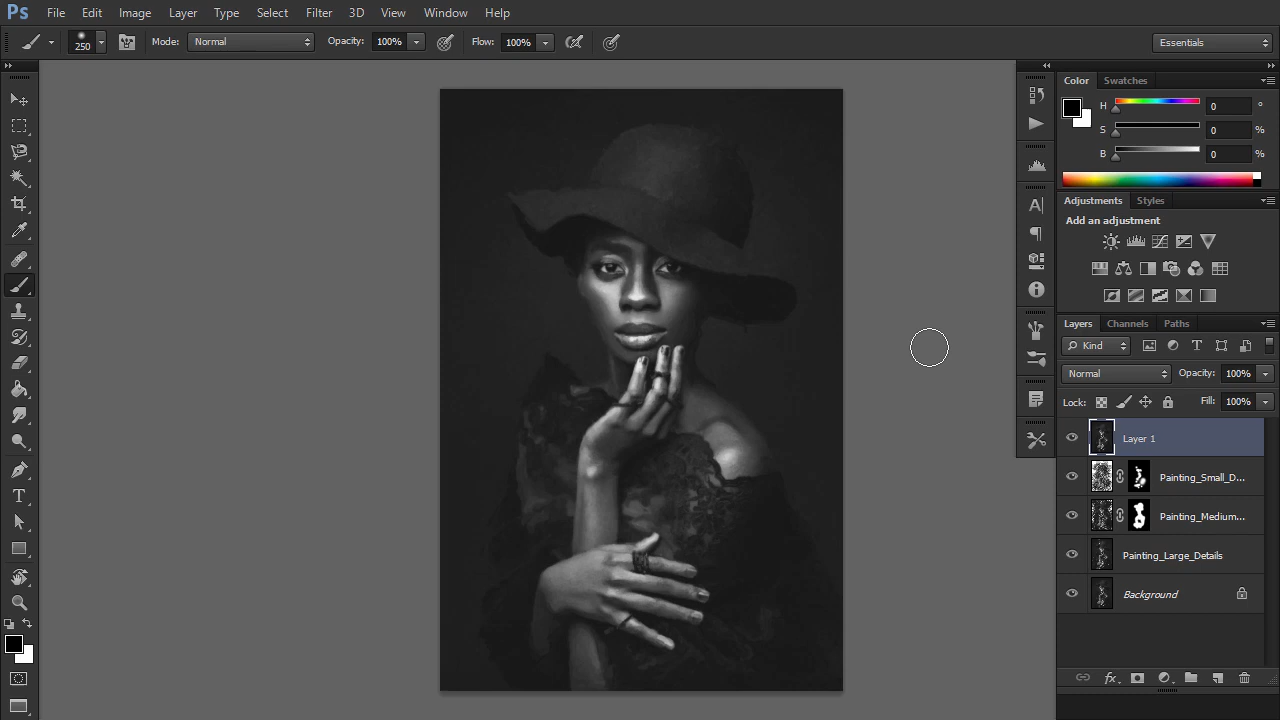 Ps File Edit Image Layer Type Select Filter 3D View Window Help
250 Mode: Normal Opacity: 100% Flow: 100% Essentials
Color Swatches
H 0 °
S 0 %
B 0 %
Adjustments Styles
Add an adjustment
Layers Channels Paths
Kind
Normal Opacity: 100%
Lock: Fill: 100%
Layer 1
Painting_Small_D...
Painting_Medium...
Painting_Large_Details
Background